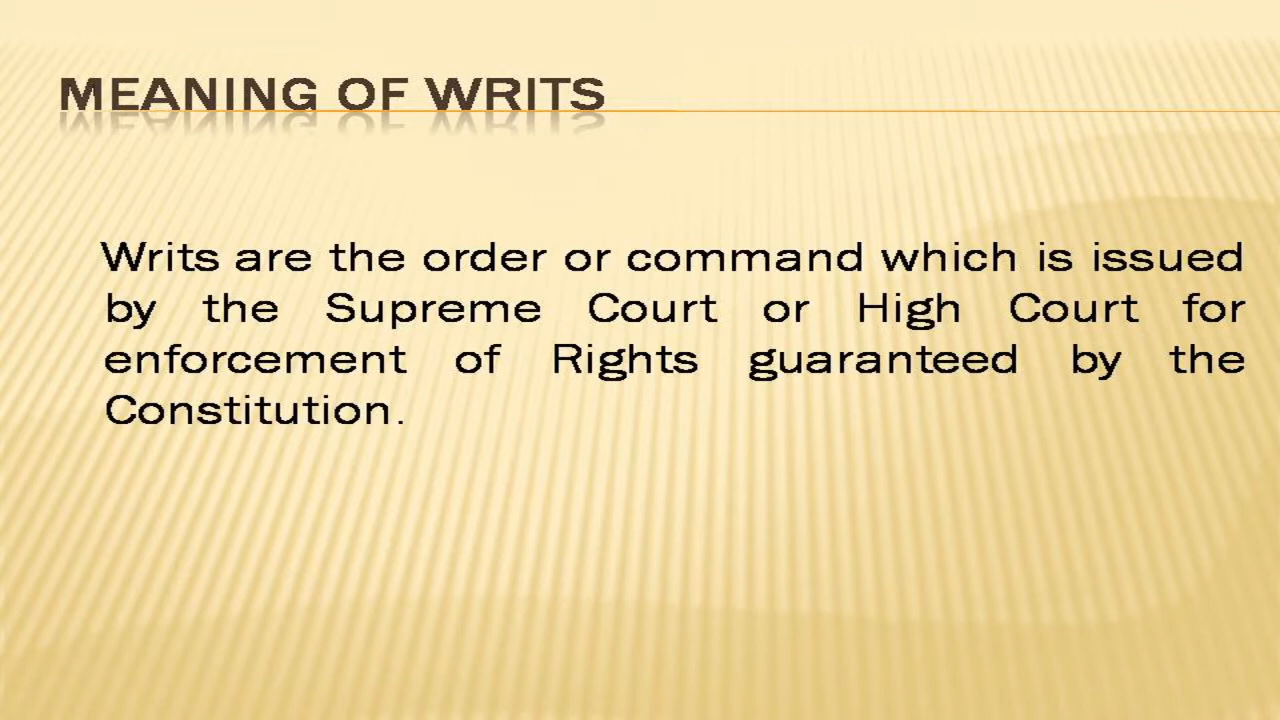 MEANING OF WRITS
Writs are the order or command which is issued
by the Supreme Court or High Court for
enforcement of Rights guaranteed by the
Constitution.